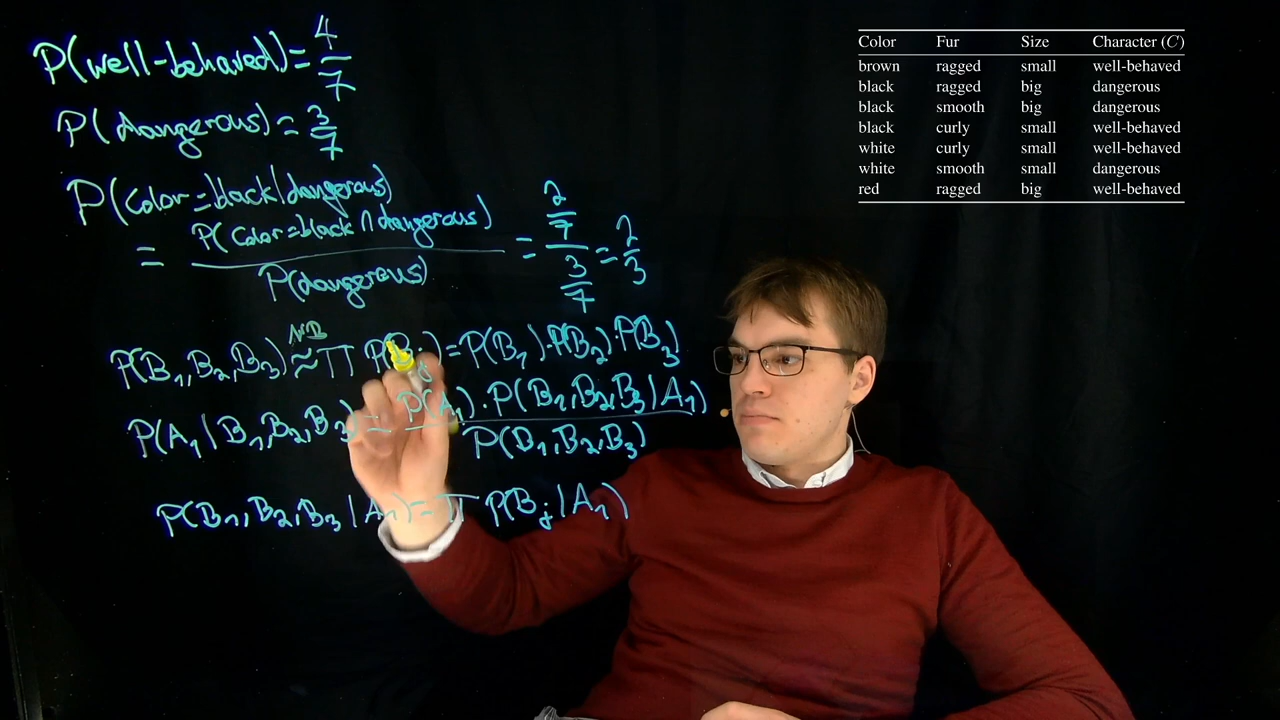 P(well-behaved)=4/7
P(dangerous)=3/7
P(Color=black|dangerous)
= P(Color=black∩dangerous)/P(dangerous) = (2/7)/(3/7) = 2/3
P(B₁,B₂,B₃) ≈ ∏ P(Bⱼ)=P(B₁)·P(B₂)·P(B₃)
P(A₁|B₁,B₂,B₃) = P(A₁)·P(B₁,B₂,B₃|A₁)/P(B₁,B₂,B₃)
P(B₁,B₂,B₃|A₁)=∏ P(Bⱼ|A₁)
Color Fur Size Character (C)
brown ragged small well-behaved
black ragged big dangerous
black smooth big dangerous
black curly small well-behaved
white curly small well-behaved
white smooth small dangerous
red ragged big well-behaved